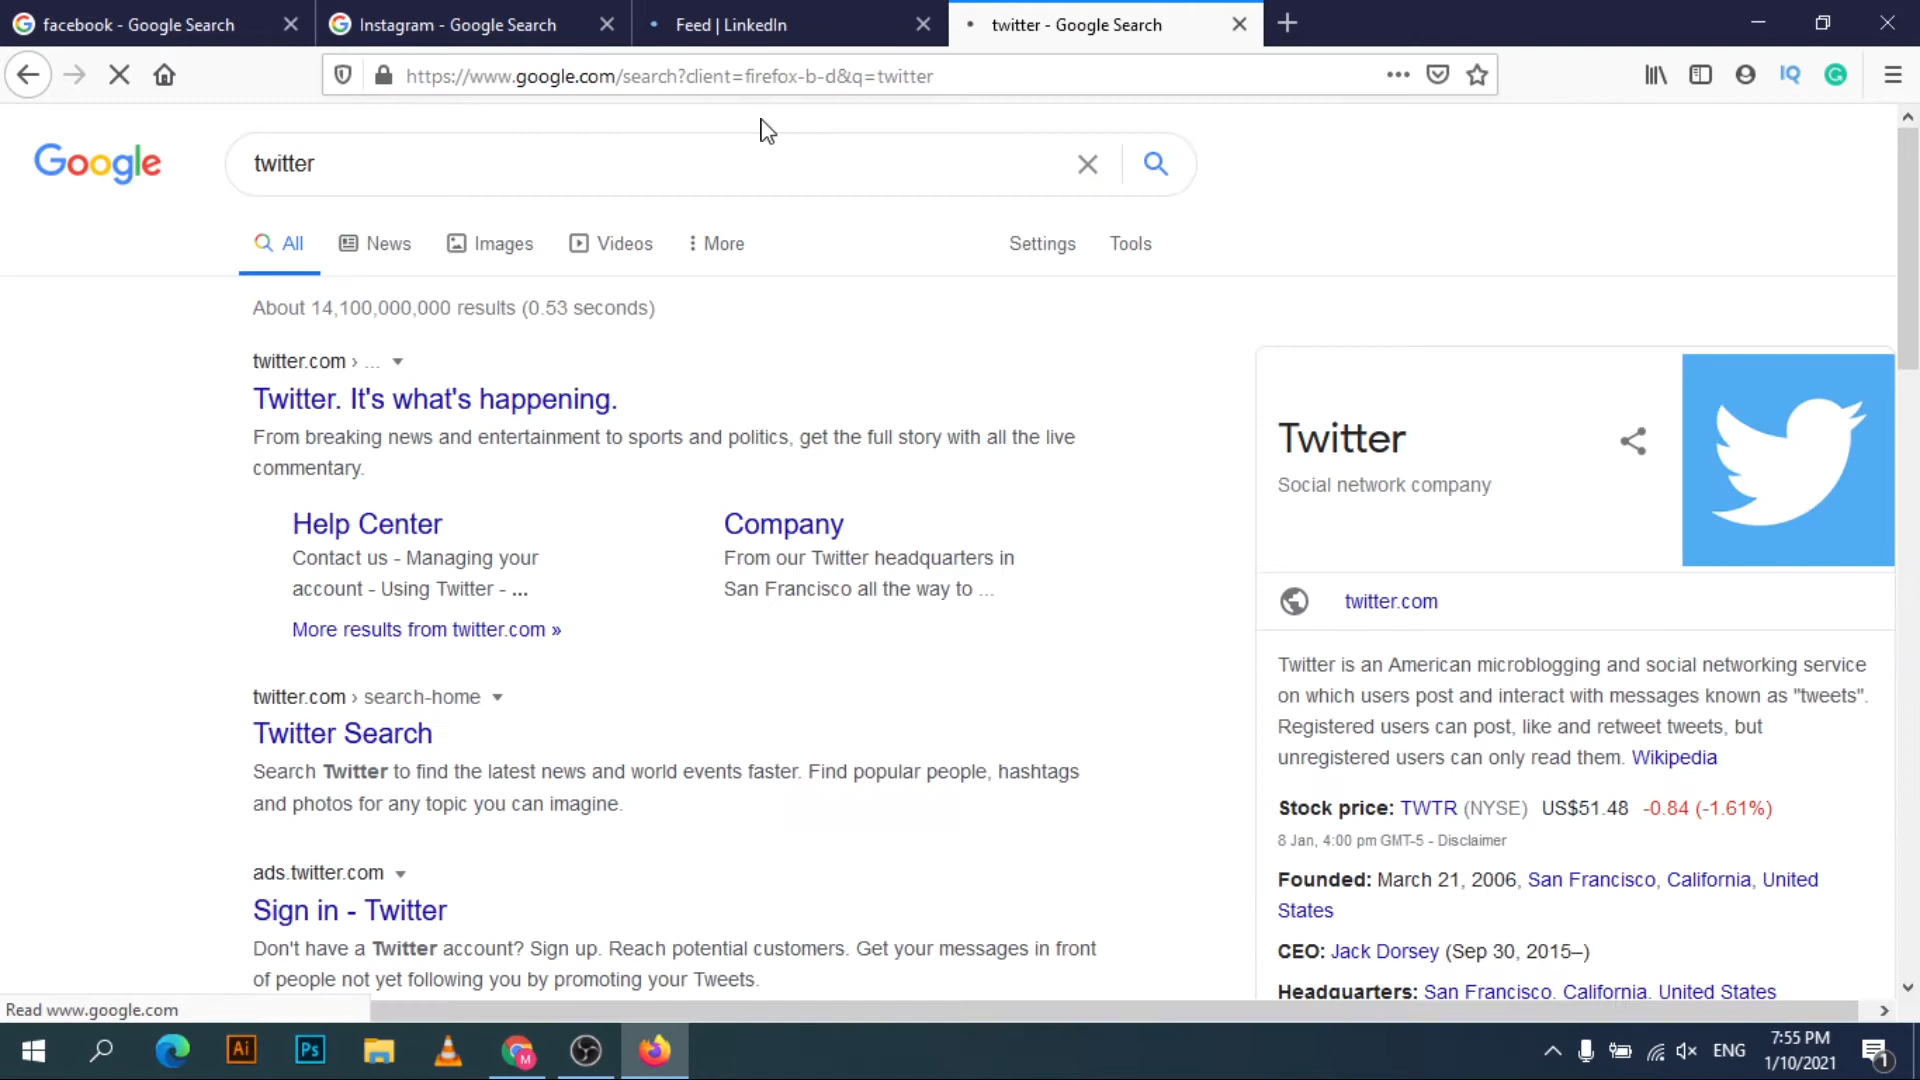 facebook - Google Search
Instagram - Google Search
Feed | LinkedIn
twitter - Google Search
https://www.google.com/search?client=firefox-b-d&q=twitter
IQ
Google
twitter
All
News
Images
Videos
More
Settings
Tools
About 14,100,000,000 results (0.53 seconds)
twitter.com › ...
Twitter. It's what's happening.
From breaking news and entertainment to sports and politics, get the full story with all the live
commentary.
Help Center
Contact us - Managing your
account - Using Twitter - ...
Company
From our Twitter headquarters in
San Francisco all the way to ...
More results from twitter.com »
twitter.com › search-home
Twitter Search
Search Twitter to find the latest news and world events faster. Find popular people, hashtags
and photos for any topic you can imagine.
ads.twitter.com
Sign in - Twitter
Don't have a Twitter account? Sign up. Reach potential customers. Get your messages in front
of people not yet following you by promoting your Tweets.
Twitter
Social network company
twitter.com
Twitter is an American microblogging and social networking service
on which users post and interact with messages known as "tweets".
Registered users can post, like and retweet tweets, but
unregistered users can only read them. Wikipedia
Stock price: TWTR (NYSE) US$51.48 -0.84 (-1.61%)
8 Jan, 4:00 pm GMT-5 - Disclaimer
Founded: March 21, 2006, San Francisco, California, United
States
CEO: Jack Dorsey (Sep 30, 2015–)
Headquarters: San Francisco, California, United States
Read www.google.com
Ai
Ps
M
ENG
7:55 PM
1/10/2021
1